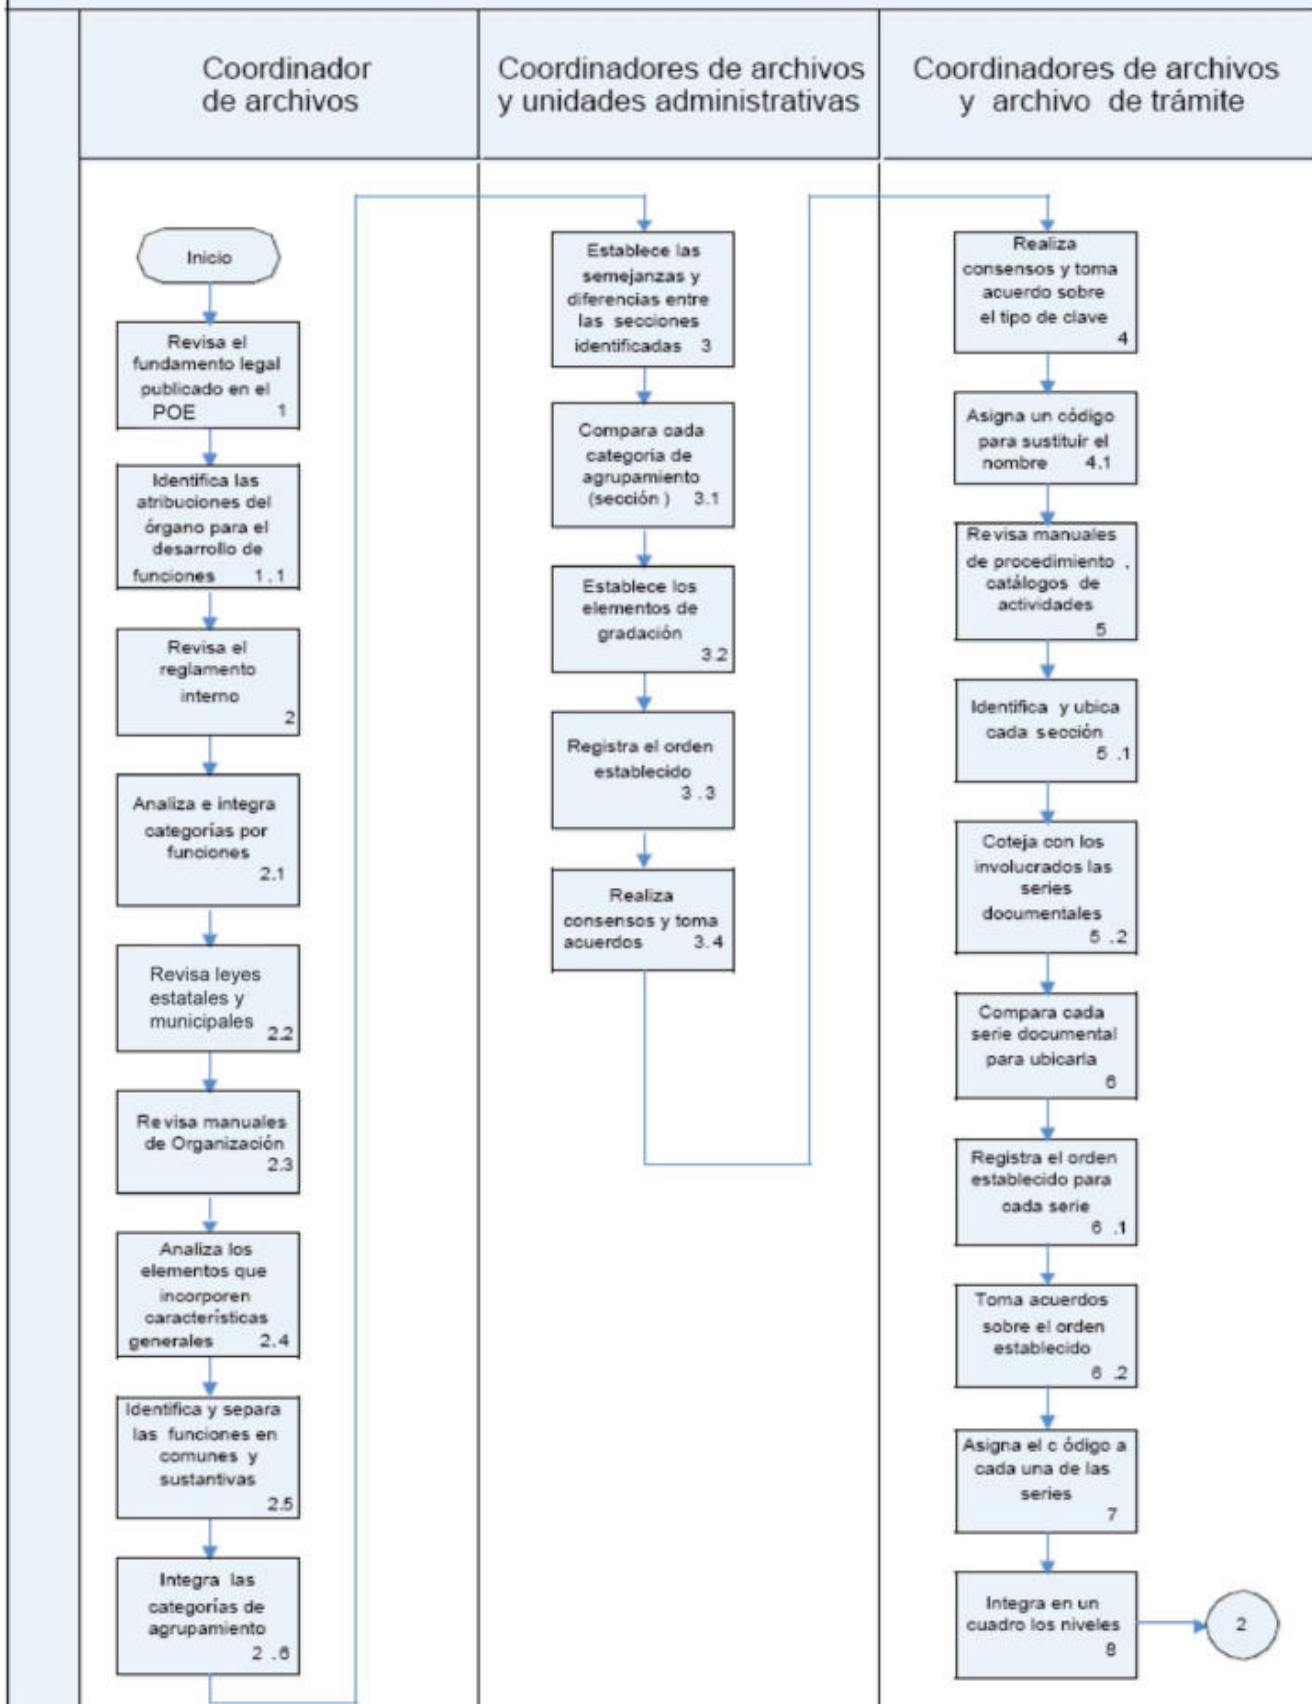 Coordinador
de archivos
Coordinadores de archivos
y unidades administrativas
Coordinadores de archivos
y archivo de trámite
Inicio
Revisa el
fundamento legal
publicado en el
POE 1
Identifica las
atribuciones del
órgano para el
desarrollo de
funciones 1.1
Revisa el
reglamento
interno
2
Analiza e integra
categorías por
funciones
2.1
Revisa leyes
estatales y
municipales
2.2
Revisa manuales
de Organización
2.3
Analiza los
elementos que
incorporen
características
generales 2.4
Identifica y separa
las funciones en
comunes y
sustantivas
2.5
Integra las
categorías de
agrupamiento
2 .6
Establece las
semejanzas y
diferencias entre
las secciones
identificadas 3
Compara cada
categoria de
agrupamiento
(sección ) 3.1
Establece los
elementos de
gradación
3.2
Registra el orden
establecido
3 .3
Realiza
consensos y toma
acuerdos 3.4
Realiza
consensos y toma
acuerdo sobre
el tipo de clave
4
Asigna un código
para sustituir el
nombre 4.1
Revisa manuales
de procedimiento .
catálogos de
actividades
5
Identifica y ubica
cada sección
5 .1
Coteja con los
involucrados las
series
documentales
5 .2
Compara cada
serie documental
para ubicarla
6
Registra el orden
establecido para
cada serie
6 .1
Toma acuerdos
sobre el orden
establecido
6 .2
Asigna el c ódigo a
cada una de las
series
7
Integra en un
cuadro los niveles
8
2